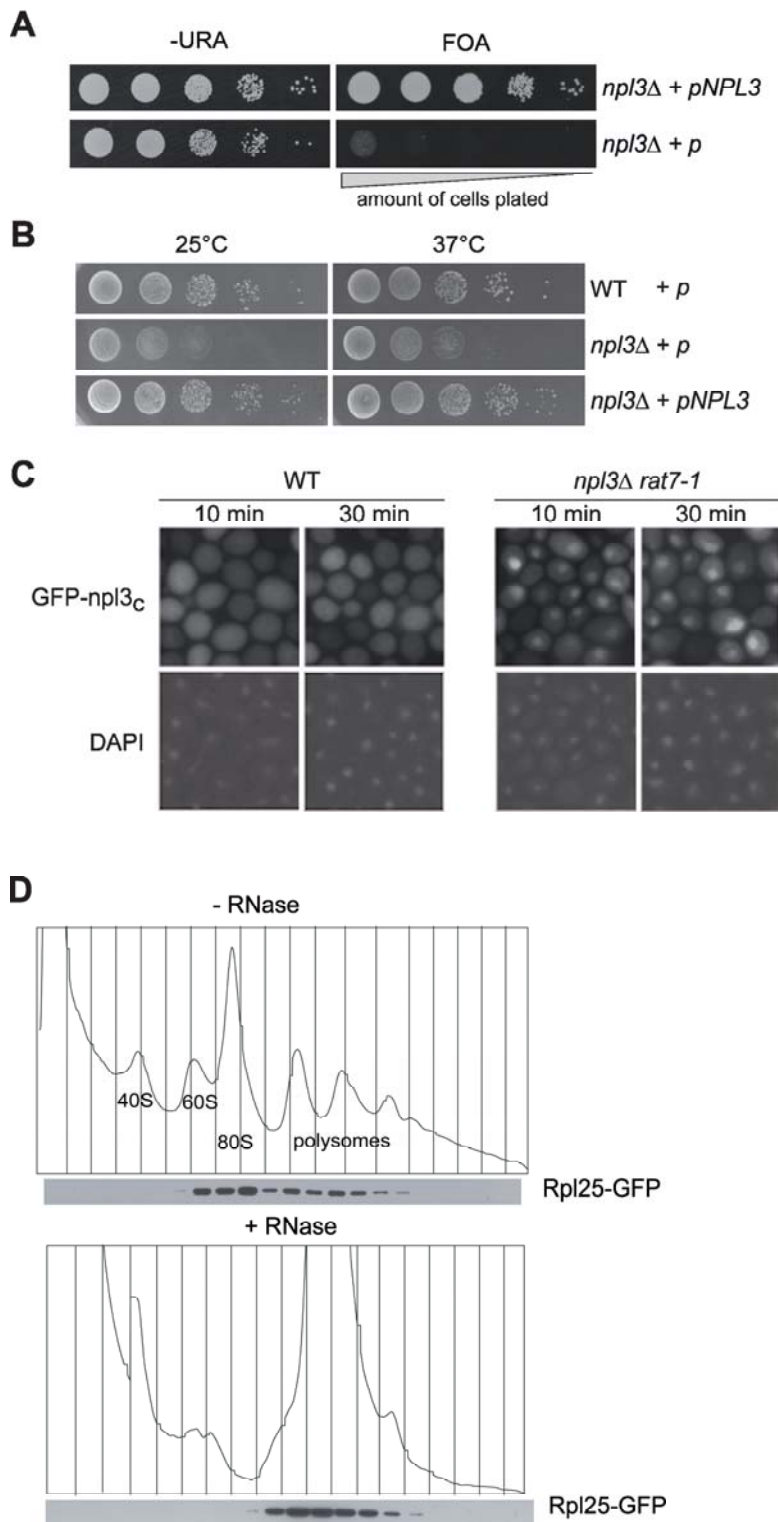 A
-URA FOA
npl3Δ + pNPL3
npl3Δ + p
amount of cells plated
B
25°C 37°C
WT + p
npl3Δ + p
npl3Δ + pNPL3
C
WT npl3Δ rat7-1
10 min 30 min 10 min 30 min
GFP-npl3c
DAPI
D
- RNase
40S 60S
80S polysomes
Rpl25-GFP
+ RNase
Rpl25-GFP